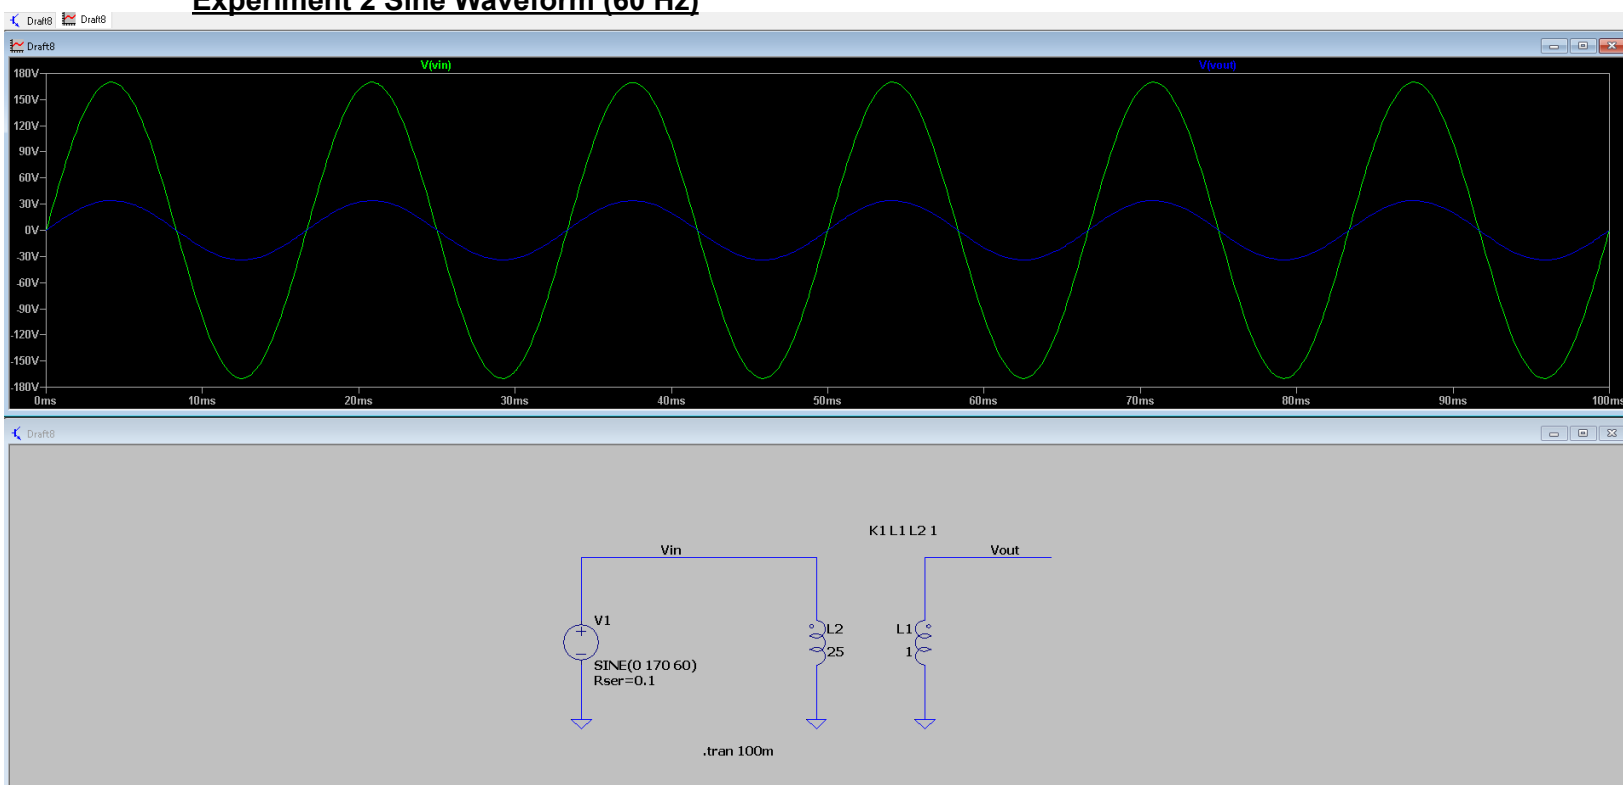 Experiment 2 Sine Waveform (60 Hz)
Draft8 Draft8
Draft8
V(vin) V(vout)
180V
150V
120V
90V
60V
30V
0V
-30V
-60V
-90V
-120V
-150V
-180V
0ms 10ms 20ms 30ms 40ms 50ms 60ms 70ms 80ms 90ms 100ms
Draft8
K1 L1 L2 1
Vin Vout
V1
L2 L1
25 1
SINE(0 170 60)
Rser=0.1
.tran 100m